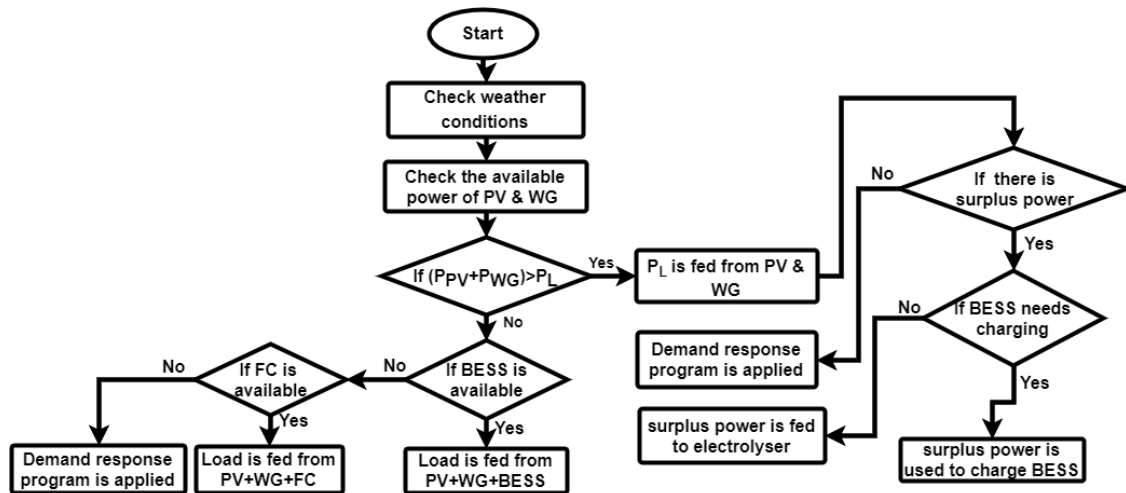 Start
Check weather
conditions
Check the available
power of PV & WG
If (PPV+PWG)>PL
Yes
PL is fed from PV &
WG
If  there is
surplus power
No
Yes
If BESS needs
charging
No
Yes
Demand response
program is applied
surplus power is fed
to electrolyser
surplus power is
used to charge BESS
No
If BESS is
available
No
Yes
If FC is
available
No
Yes
Demand response
program is applied
Load is fed from
PV+WG+FC
Load is fed from
PV+WG+BESS